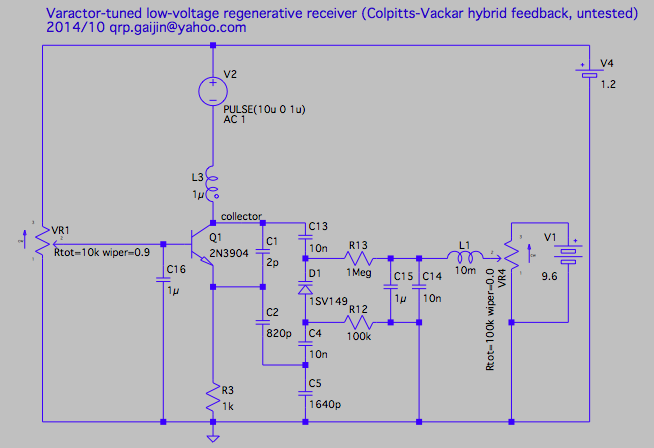 Varactor-tuned low-voltage regenerative receiver (Colpitts-Vackar hybrid feedback, untested)
2014/10 qrp.gaijin@yahoo.com
V4
1.2
V2
PULSE(10u 0 1u)
AC 1
L3
1µ
collector
VR1
Rtot=10k wiper=0.9
Q1
2N3904
C16
1µ
C1
2p
C2
820p
C13
10n
D1
1SV149
C4
10n
C5
1640p
R13
1Meg
R12
100k
C15
1µ
C14
10n
L1
10m
VR4
Rtot=100k wiper=0.0
V1
9.6
R3
1k